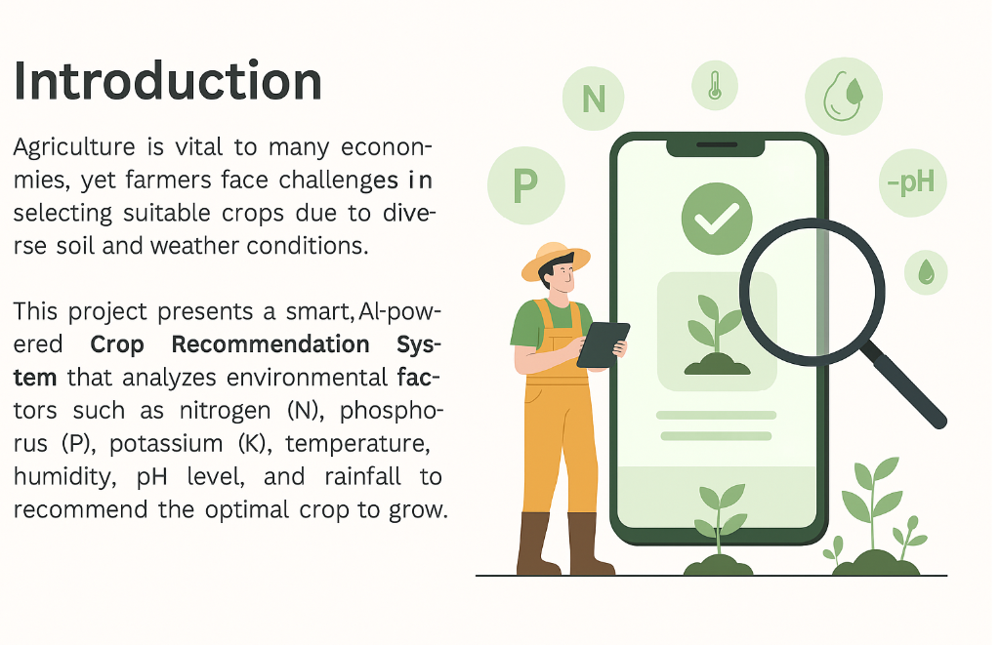 Introduction
Agriculture is vital to many econon-
mies, yet farmers face challenges in
selecting suitable crops due to dive-
rse soil and weather conditions.
This project presents a smart, AI-pow-
ered Crop Recommendation Sys-
tem that analyzes environmental fac-
tors such as nitrogen (N), phospho-
rus (P), potassium (K), temperature,
humidity, pH level, and rainfall to
recommend the optimal crop to grow.
N
P
-pH